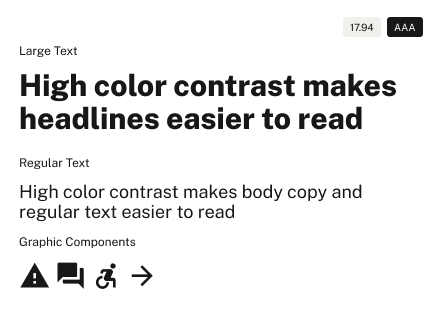 17.94 AAA
Large Text
High color contrast makes
headlines easier to read
Regular Text
High color contrast makes body copy and
regular text easier to read
Graphic Components